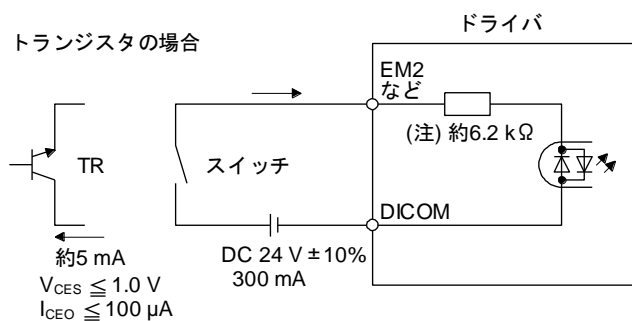 ドライバ
トランジスタの場合
EM2
など
(注) 約6.2 kΩ
TR
スイッチ
DICOM
約5 mA
VCES ≦ 1.0 V
ICEO ≦ 100 μA
DC 24 V ± 10%
300 mA